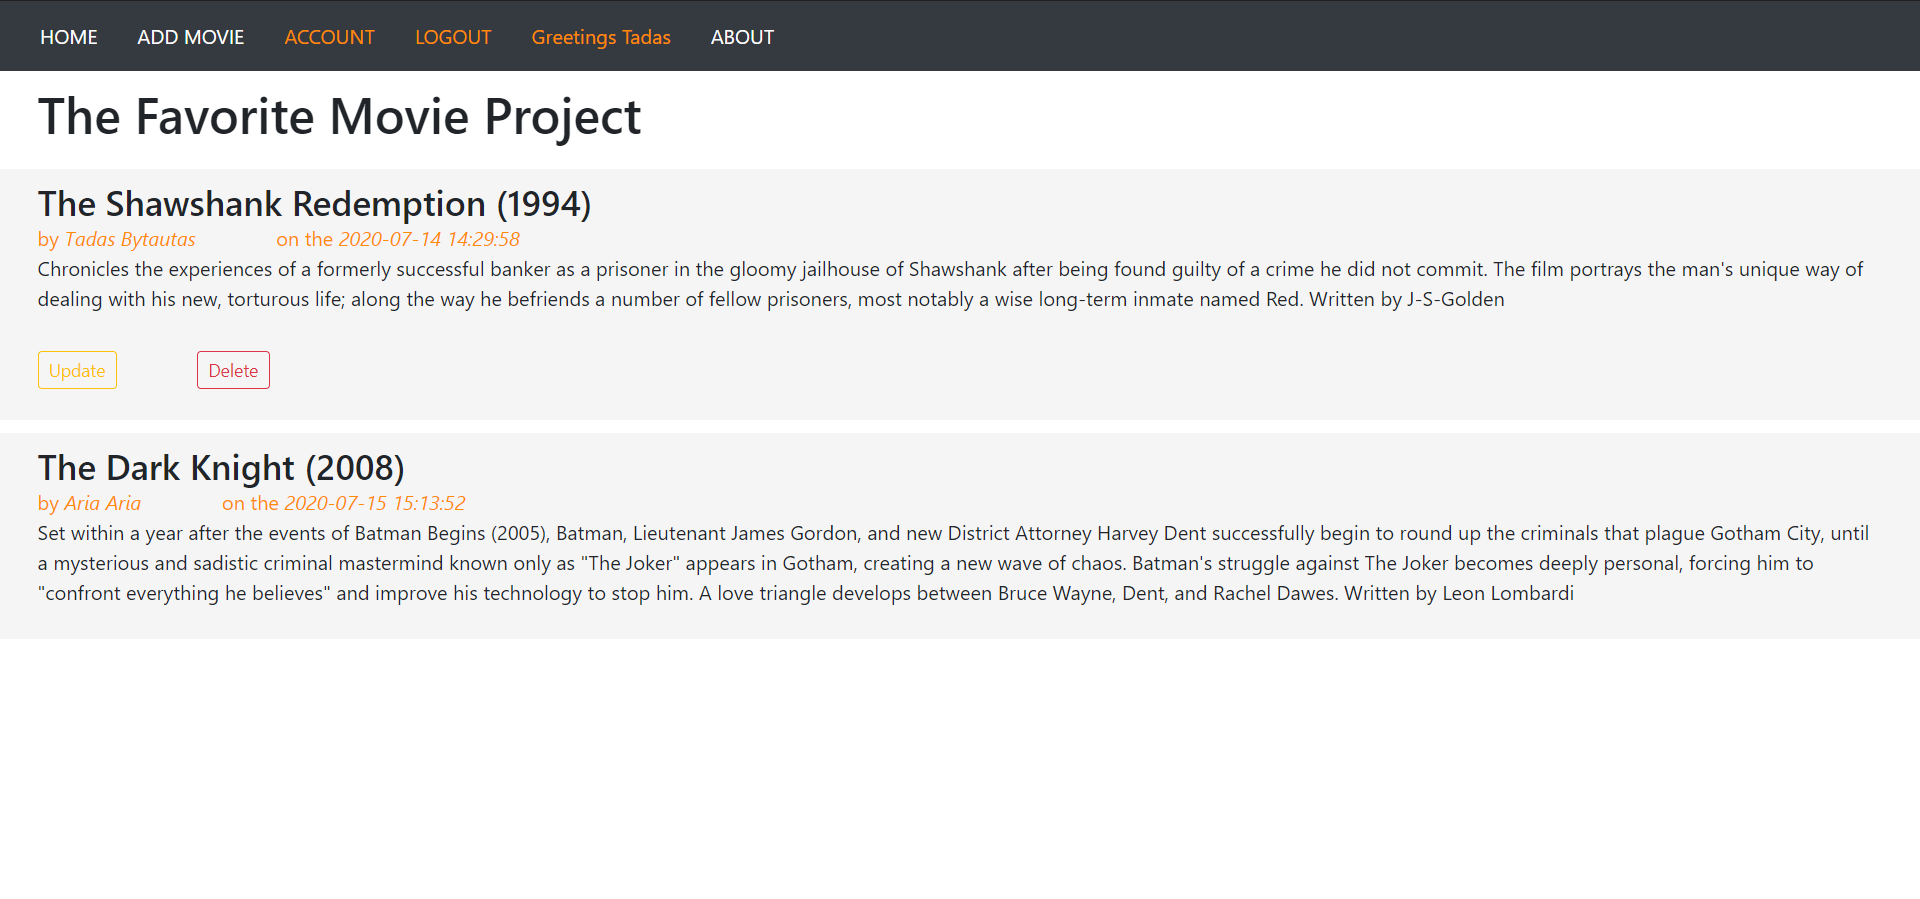 HOME ADD MOVIE ACCOUNT LOGOUT Greetings Tadas ABOUT
The Favorite Movie Project
The Shawshank Redemption (1994)
by Tadas Bytautas on the 2020-07-14 14:29:58
Chronicles the experiences of a formerly successful banker as a prisoner in the gloomy jailhouse of Shawshank after being found guilty of a crime he did not commit. The film portrays the man's unique way of
dealing with his new, torturous life; along the way he befriends a number of fellow prisoners, most notably a wise long-term inmate named Red. Written by J-S-Golden
Update Delete
The Dark Knight (2008)
by Aria Aria on the 2020-07-15 15:13:52
Set within a year after the events of Batman Begins (2005), Batman, Lieutenant James Gordon, and new District Attorney Harvey Dent successfully begin to round up the criminals that plague Gotham City, until
a mysterious and sadistic criminal mastermind known only as "The Joker" appears in Gotham, creating a new wave of chaos. Batman's struggle against The Joker becomes deeply personal, forcing him to
"confront everything he believes" and improve his technology to stop him. A love triangle develops between Bruce Wayne, Dent, and Rachel Dawes. Written by Leon Lombardi